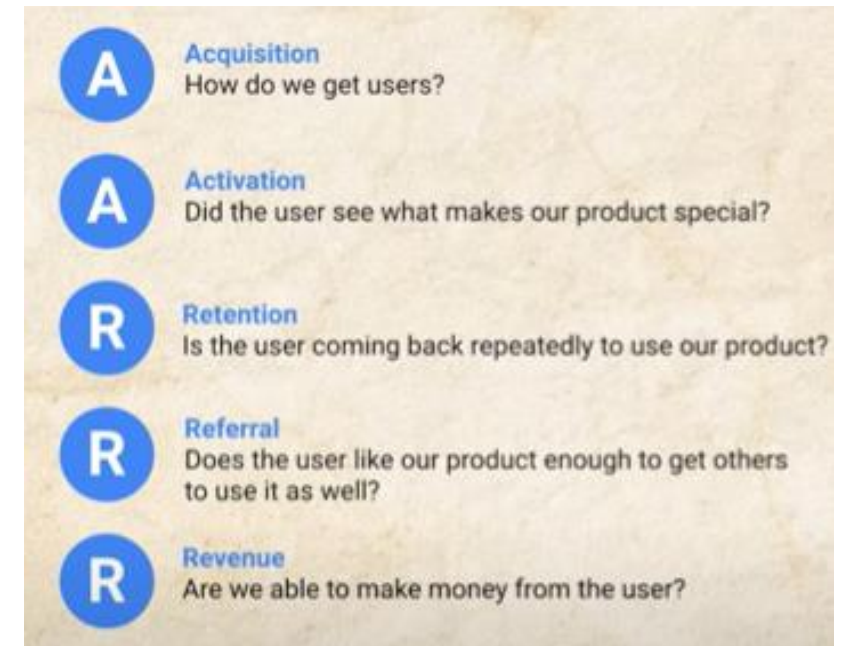 A
Acquisition
How do we get users?
A
Activation
Did the user see what makes our product special?
R
Retention
Is the user coming back repeatedly to use our product?
R
Referral
Does the user like our product enough to get others
to use it as well?
R
Revenue
Are we able to make money from the user?